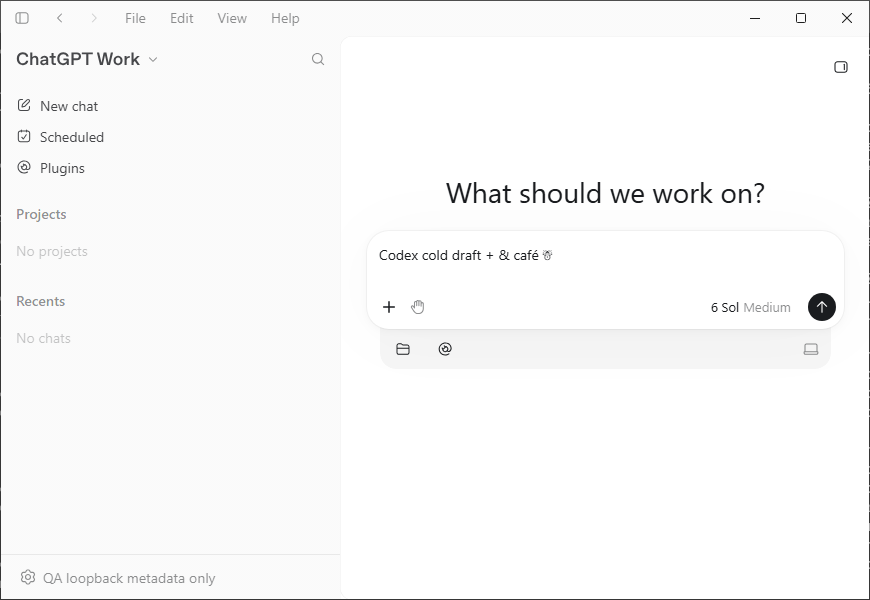 File Edit View Help
ChatGPT Work
New chat
Scheduled
Plugins
Projects
No projects
Recents
No chats
QA loopback metadata only
What should we work on?
Codex cold draft + & café ☃
6 Sol Medium